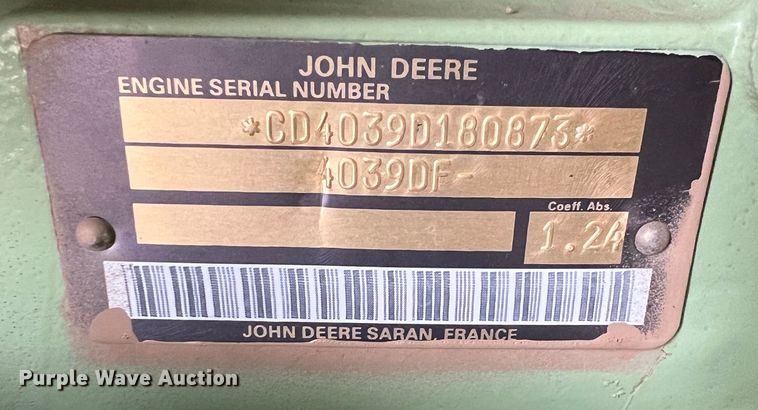 JOHN DEERE
ENGINE SERIAL NUMBER
*CD4039D180873*
4039DF-
Coeff. Abs.
1.24
JOHN DEERE SARAN, FRANCE
Purple Wave Auction